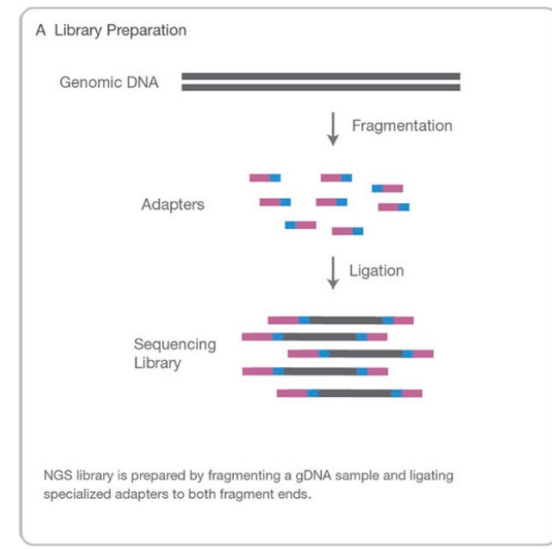 A Library Preparation
Genomic DNA
Fragmentation
Adapters
Ligation
Sequencing
Library
NGS library is prepared by fragmenting a gDNA sample and ligating
specialized adapters to both fragment ends.